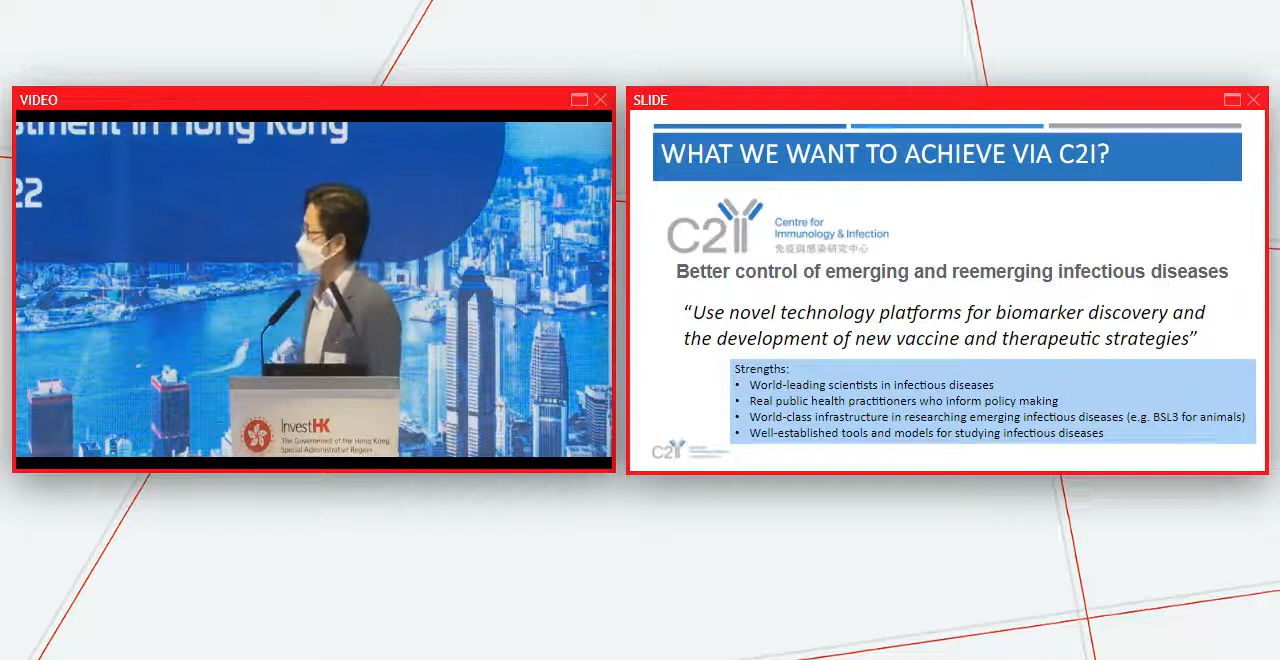 VIDEO
stment in Hong Kong
22
InvestHK
The Government of the Hong Kong
Special Administrative Region
SLIDE
WHAT WE WANT TO ACHIEVE VIA C2I?
C2I
Centre for
Immunology & Infection
免疫與感染研究中心
Better control of emerging and reemerging infectious diseases
“Use novel technology platforms for biomarker discovery and
the development of new vaccine and therapeutic strategies”
Strengths:
• World-leading scientists in infectious diseases
• Real public health practitioners who inform policy making
• World-class infrastructure in researching emerging infectious diseases (e.g. BSL3 for animals)
• Well-established tools and models for studying infectious diseases
C2I